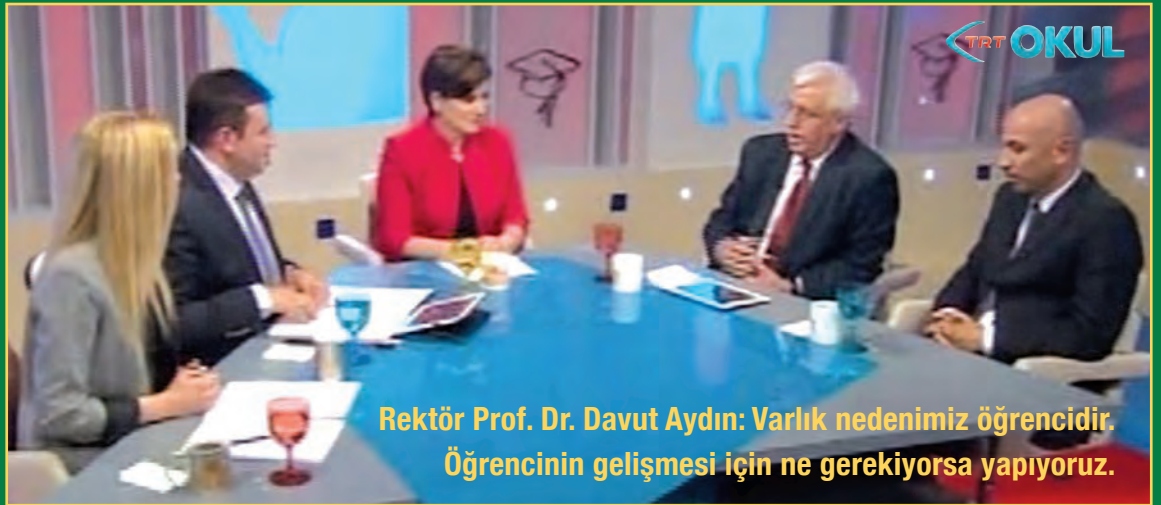 TRT OKUL
Rektör Prof. Dr. Davut Aydın: Varlık nedenimiz öğrencidir.
Öğrencinin gelişmesi için ne gerekiyorsa yapıyoruz.